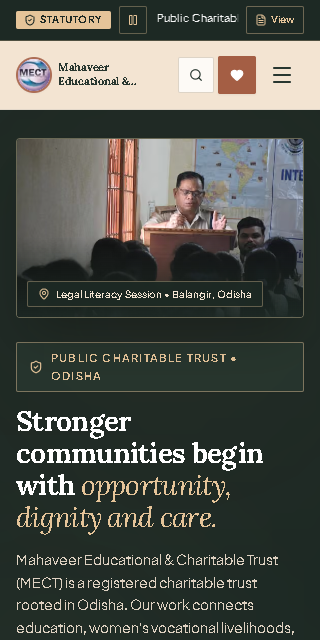 STATUTORY
Public Charitabl
View
MECT
Mahaveer
Educational &...
INTE
Legal Literacy Session • Balangir, Odisha
PUBLIC CHARITABLE TRUST •
ODISHA
Stronger
communities begin
with opportunity,
dignity and care.
Mahaveer Educational & Charitable Trust
(MECT) is a registered charitable trust
rooted in Odisha. Our work connects
education, women's vocational livelihoods,